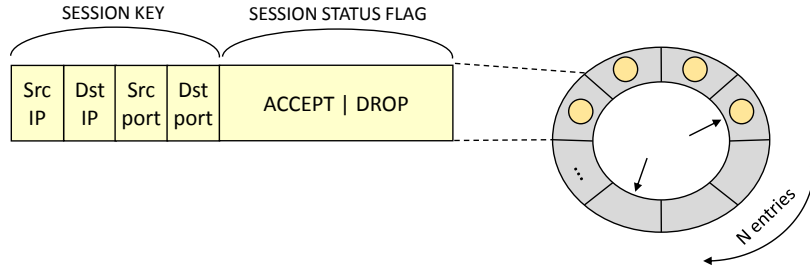 SESSION KEY
SESSION STATUS FLAG
Src
IP
Dst
IP
Src
port
Dst
port
ACCEPT | DROP
...
N entries